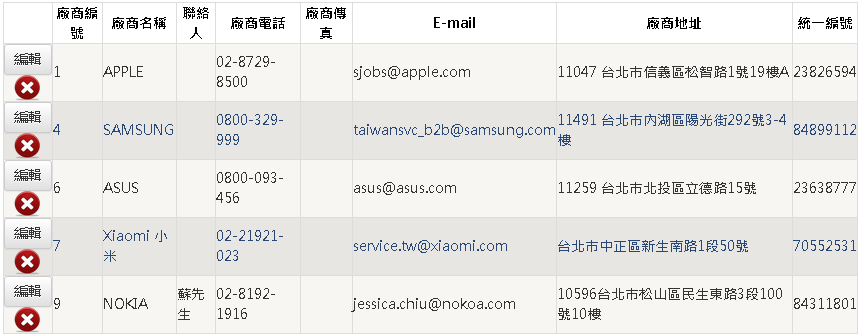 廠商編號 廠商名稱 聯絡人 廠商電話 廠商傳真 E-mail 廠商地址 統一編號
編輯 1 APPLE 02-8729-8500 sjobs@apple.com 11047 台北市信義區松智路1號19樓A 23826594
編輯 4 SAMSUNG 0800-329-999 taiwansvc_b2b@samsung.com 11491 台北市內湖區陽光街292號3-4樓 84899112
編輯 6 ASUS 0800-093-456 asus@asus.com 11259 台北市北投區立德路15號 23638777
編輯 7 Xiaomi 小米 02-21921-023 service.tw@xiaomi.com 台北市中正區新生南路1段50號 70552531
編輯 9 NOKIA 蘇先生 02-8192-1916 jessica.chiu@nokoa.com 10596台北市松山區民生東路3段100號10樓 84311801